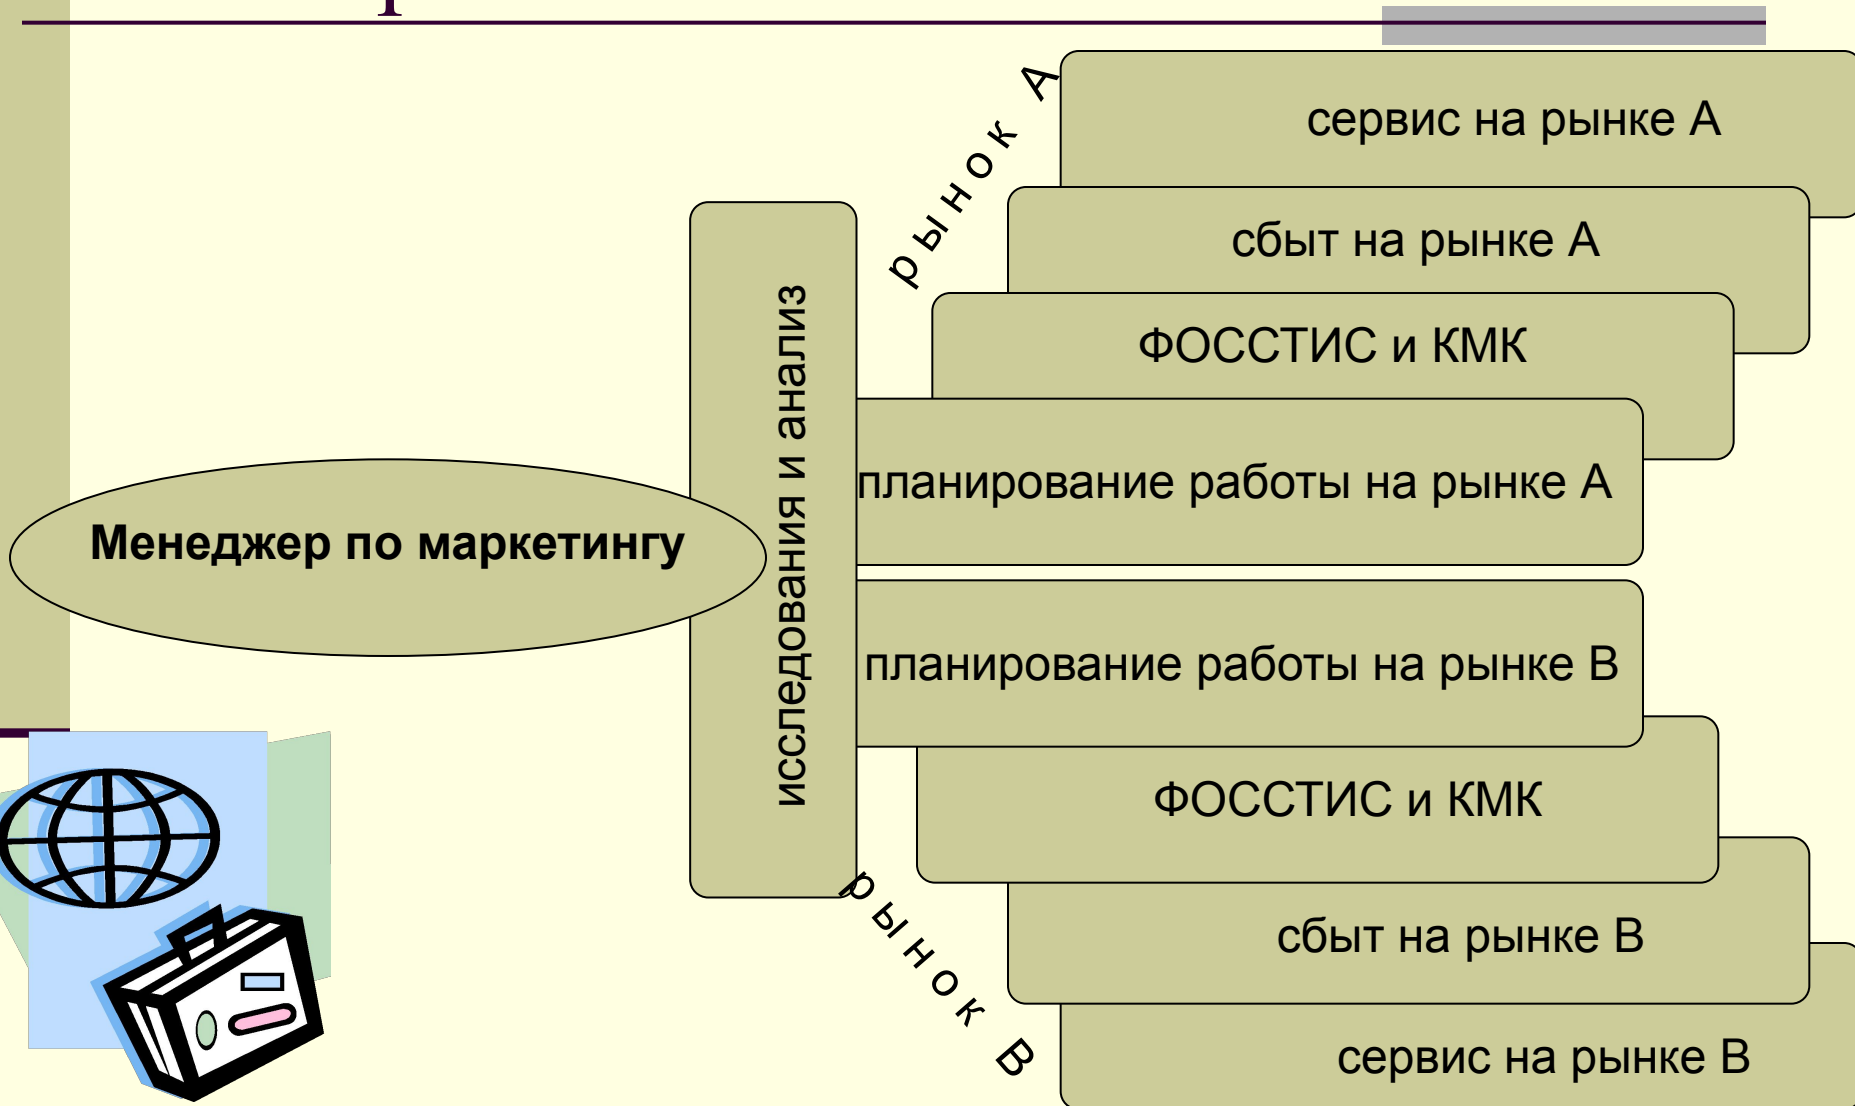 рынок А
сервис на рынке А
сбыт на рынке А
ФОССТИС и КМК
планирование работы на рынке А
исследования и анализ
Менеджер по маркетингу
планирование работы на рынке В
ФОССТИС и КМК
сбыт на рынке В
сервис на рынке В
рынок В